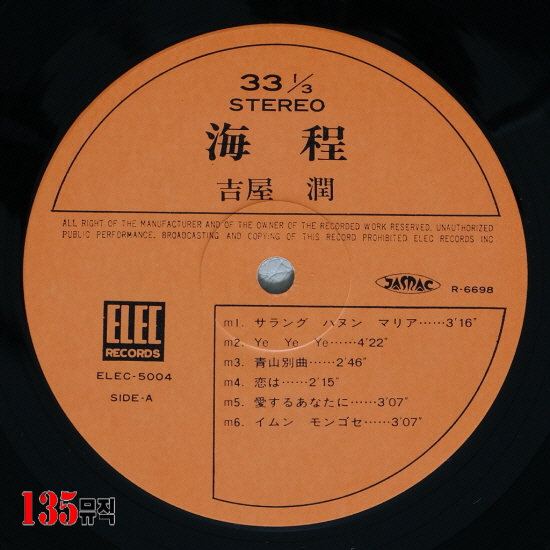 33 1/3
STEREO
海 程
吉屋 潤
ALL RIGHT OF THE MANUFACTURER AND OF THE OWNER OF THE RECORDED WORK RESERVED. UNAUTHORIZED
PUBLIC PERFORMANCE, BROADCASTING AND COPYING OF THIS RECORD PROHIBITED ELEC RECORDS INC
JASRAC
R-6698
ELEC
RECORDS
ELEC-5004
SIDE-A
m1. サラング ハヌン マリア……3′16″
m2. Ye Ye Ye……4′22″
m3. 青山別曲……2′46″
m4. 恋は……2′15″
m5. 愛するあなたに……3′07″
m6. イムン モンゴセ……3′07″
135뮤직